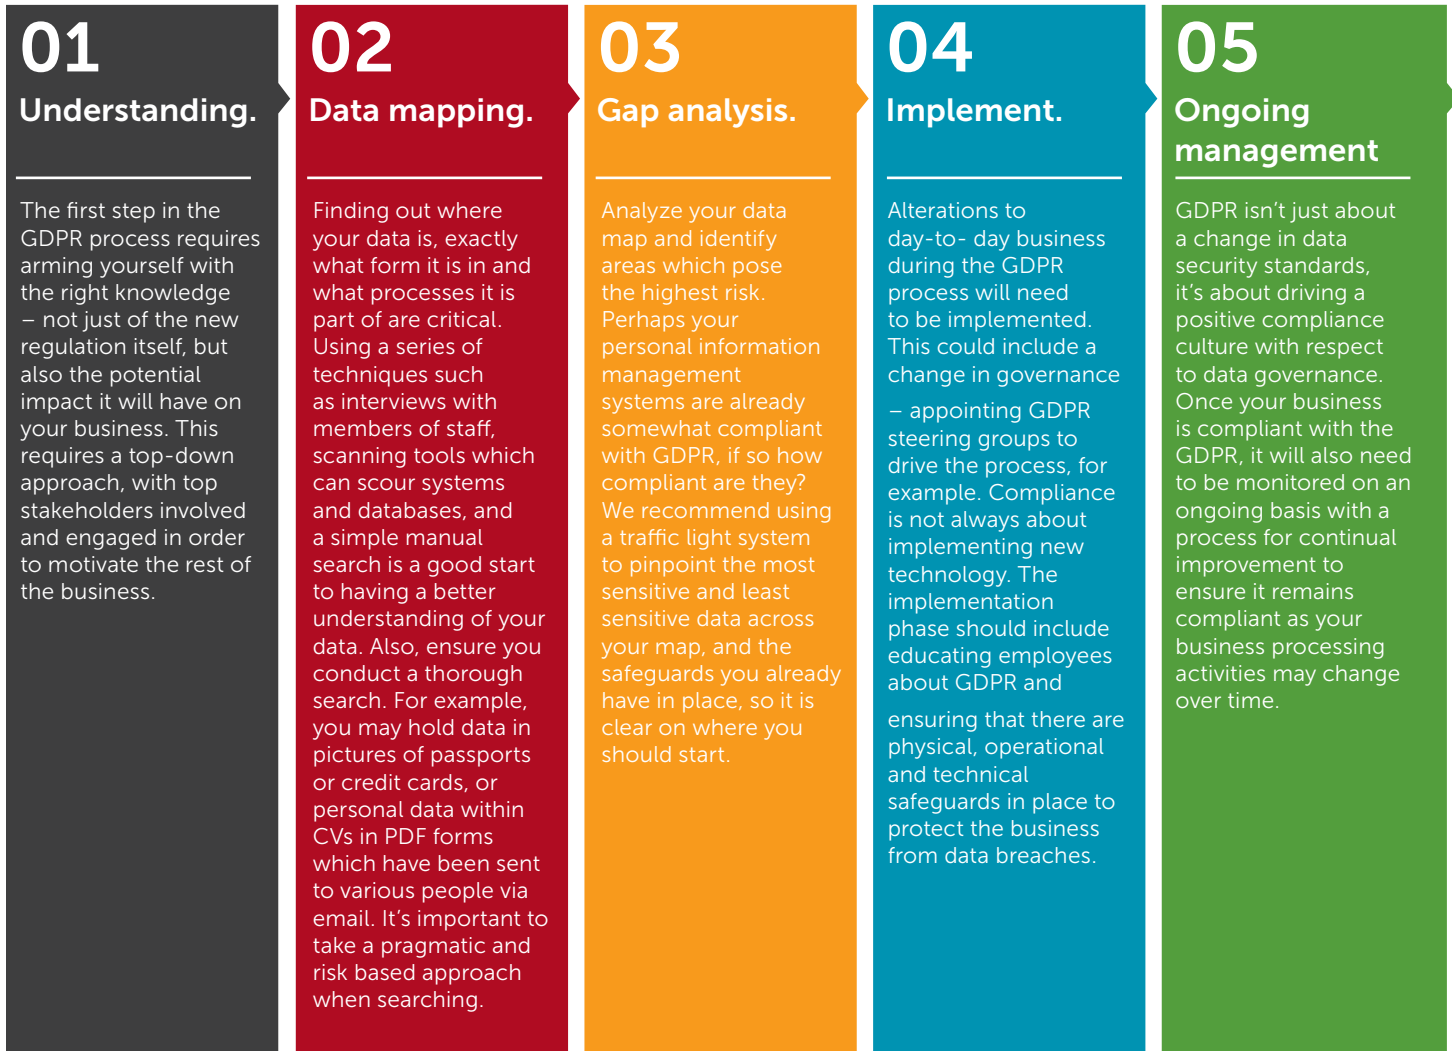 01
Understanding.
The first step in the
GDPR process requires
arming yourself with
the right knowledge
– not just of the new
regulation itself, but
also the potential
impact it will have on
your business. This
requires a top-down
approach, with top
stakeholders involved
and engaged in order
to motivate the rest of
the business.
02
Data mapping.
Finding out where
your data is, exactly
what form it is in and
what processes it is
part of are critical.
Using a series of
techniques such
as interviews with
members of staff,
scanning tools which
can scour systems
and databases, and
a simple manual
search is a good start
to having a better
understanding of your
data. Also, ensure you
conduct a thorough
search. For example,
you may hold data in
pictures of passports
or credit cards, or
personal data within
CVs in PDF forms
which have been sent
to various people via
email. It’s important to
take a pragmatic and
risk based approach
when searching.
03
Gap analysis.
Analyze your data
map and identify
areas which pose
the highest risk.
Perhaps your
personal information
management
systems are already
somewhat compliant
with GDPR, if so how
compliant are they?
We recommend using
a traffic light system
to pinpoint the most
sensitive and least
sensitive data across
your map, and the
safeguards you already
have in place, so it is
clear on where you
should start.
04
Implement.
Alterations to
day-to- day business
during the GDPR
process will need
to be implemented.
This could include a
change in governance
– appointing GDPR
steering groups to
drive the process, for
example. Compliance
is not always about
implementing new
technology. The
implementation
phase should include
educating employees
about GDPR and
ensuring that there are
physical, operational
and technical
safeguards in place to
protect the business
from data breaches.
05
Ongoing
management
GDPR isn’t just about
a change in data
security standards,
it’s about driving a
positive compliance
culture with respect
to data governance.
Once your business
is compliant with the
GDPR, it will also need
to be monitored on an
ongoing basis with a
process for continual
improvement to
ensure it remains
compliant as your
business processing
activities may change
over time.